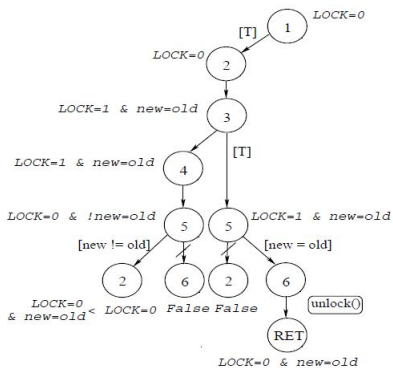 LOCK=0
1
[T]
LOCK=0
2
LOCK=1 & new=old
3
[T]
LOCK=1 & new=old
4
LOCK=0 & !new=old
5
5
LOCK=1 & new=old
[new != old]
[new = old]
2
6
2
6
LOCK=0
& new=old
< LOCK=0
False
False
unlock()
RET
LOCK=0 & new=old